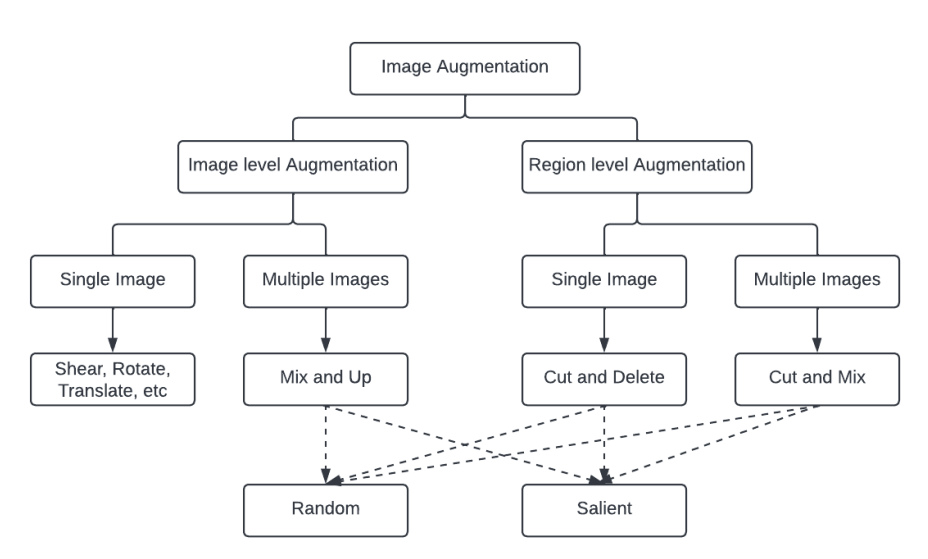 Image Augmentation
Image level Augmentation
Region level Augmentation
Single Image
Multiple Images
Single Image
Multiple Images
Shear, Rotate,
Translate, etc
Mix and Up
Cut and Delete
Cut and Mix
Random
Salient